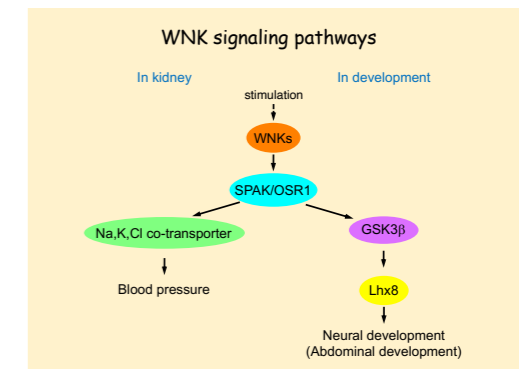 WNK signaling pathways
In kidney
In development
stimulation
WNKs
SPAK/OSR1
Na,K,Cl co-transporter
GSK3β
Blood pressure
Lhx8
Neural development
(Abdominal development)